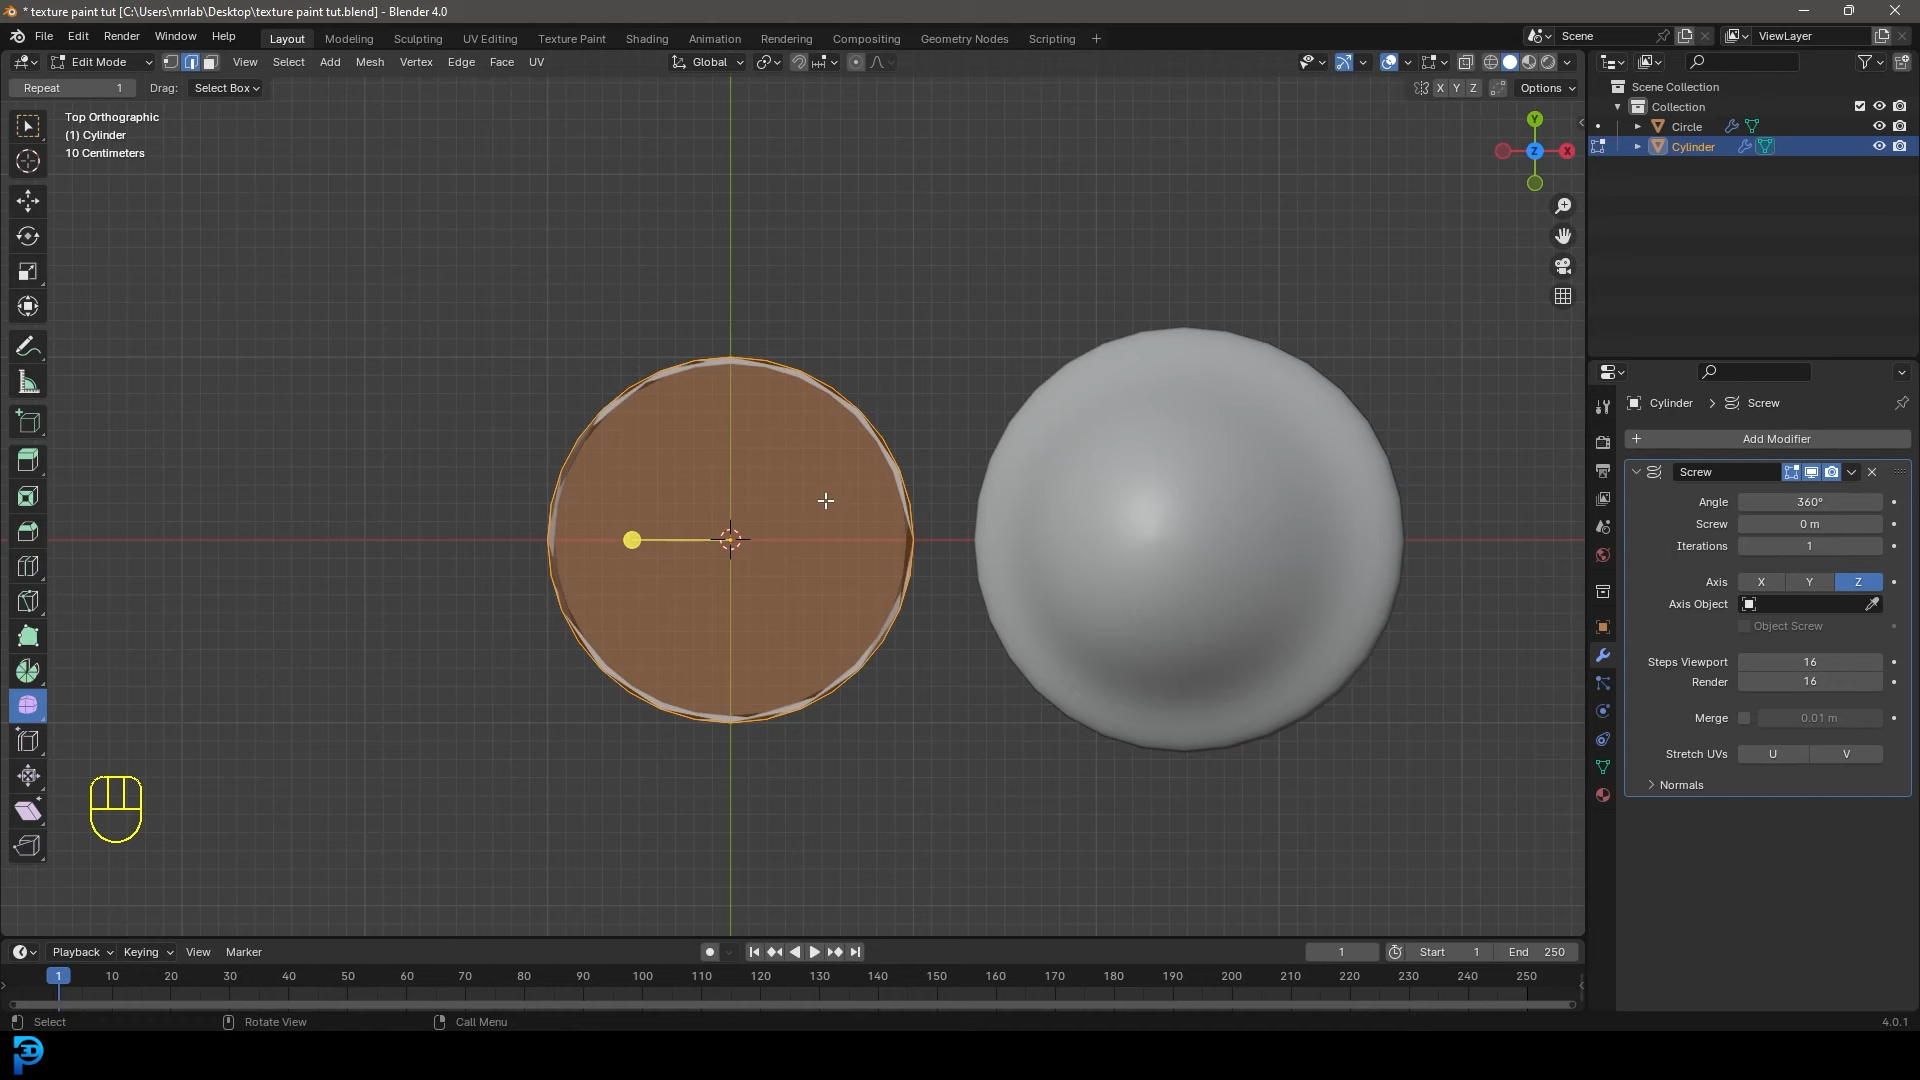 * texture paint tut [C:\Users\mrlab\Desktop\texture paint tut.blend] - Blender 4.0
File Edit Render Window Help Layout Modeling Sculpting UV Editing Texture Paint Shading Animation Rendering Compositing Geometry Nodes Scripting + Scene ViewLayer
Edit Mode View Select Add Mesh Vertex Edge Face UV Global
Repeat 1 Drag: Select Box X Y Z Options
Scene Collection
Collection
Circle
Cylinder
Top Orthographic
(1) Cylinder
10 Centimeters
Y
Z X
Cylinder > Screw
+ Add Modifier
Screw
Angle 360°
Screw 0 m
Iterations 1
Axis X Y Z
Axis Object
Object Screw
Steps Viewport 16
Render 16
Merge 0.01 m
Stretch UVs U V
Normals
Playback Keying View Marker 1 Start 1 End 250
1 10 20 30 40 50 60 70 80 90 100 110 120 130 140 150 160 170 180 190 200 210 220 230 240 250
Select Rotate View Call Menu 4.0.1
3D